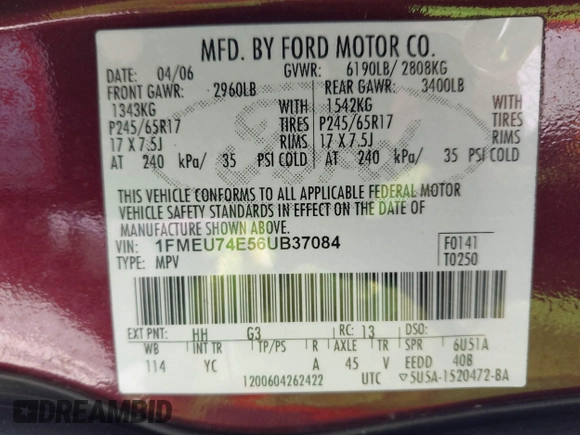 MFD. BY FORD MOTOR CO.
DATE: 04/06 GVWR: 6190LB/ 2808KG
FRONT GAWR: 2960LB REAR GAWR: 3400LB
1343KG WITH 1542KG WITH
P245/65R17 TIRES P245/65R17 TIRES
17 X 7.5J RIMS 17 X 7.5J RIMS
AT 240 kPa/ 35 PSI COLD AT 240 kPa/ 35 PSI COLD
THIS VEHICLE CONFORMS TO ALL APPLICABLE FEDERAL MOTOR
VEHICLE SAFETY STANDARDS IN EFFECT ON THE DATE OF
MANUFACTURE SHOWN ABOVE.
VIN: 1FMEU74E56UB37084 F0141
TYPE: MPV T0250
EXT PNT: HH G3 RC: 13 DSO:
WB INT TR TP/PS R AXLE TR SPR 6U51A
114 YC A 45 V EEDD 408
1200604262422 UTC 5U5A-1520472-BA
DREAMBID